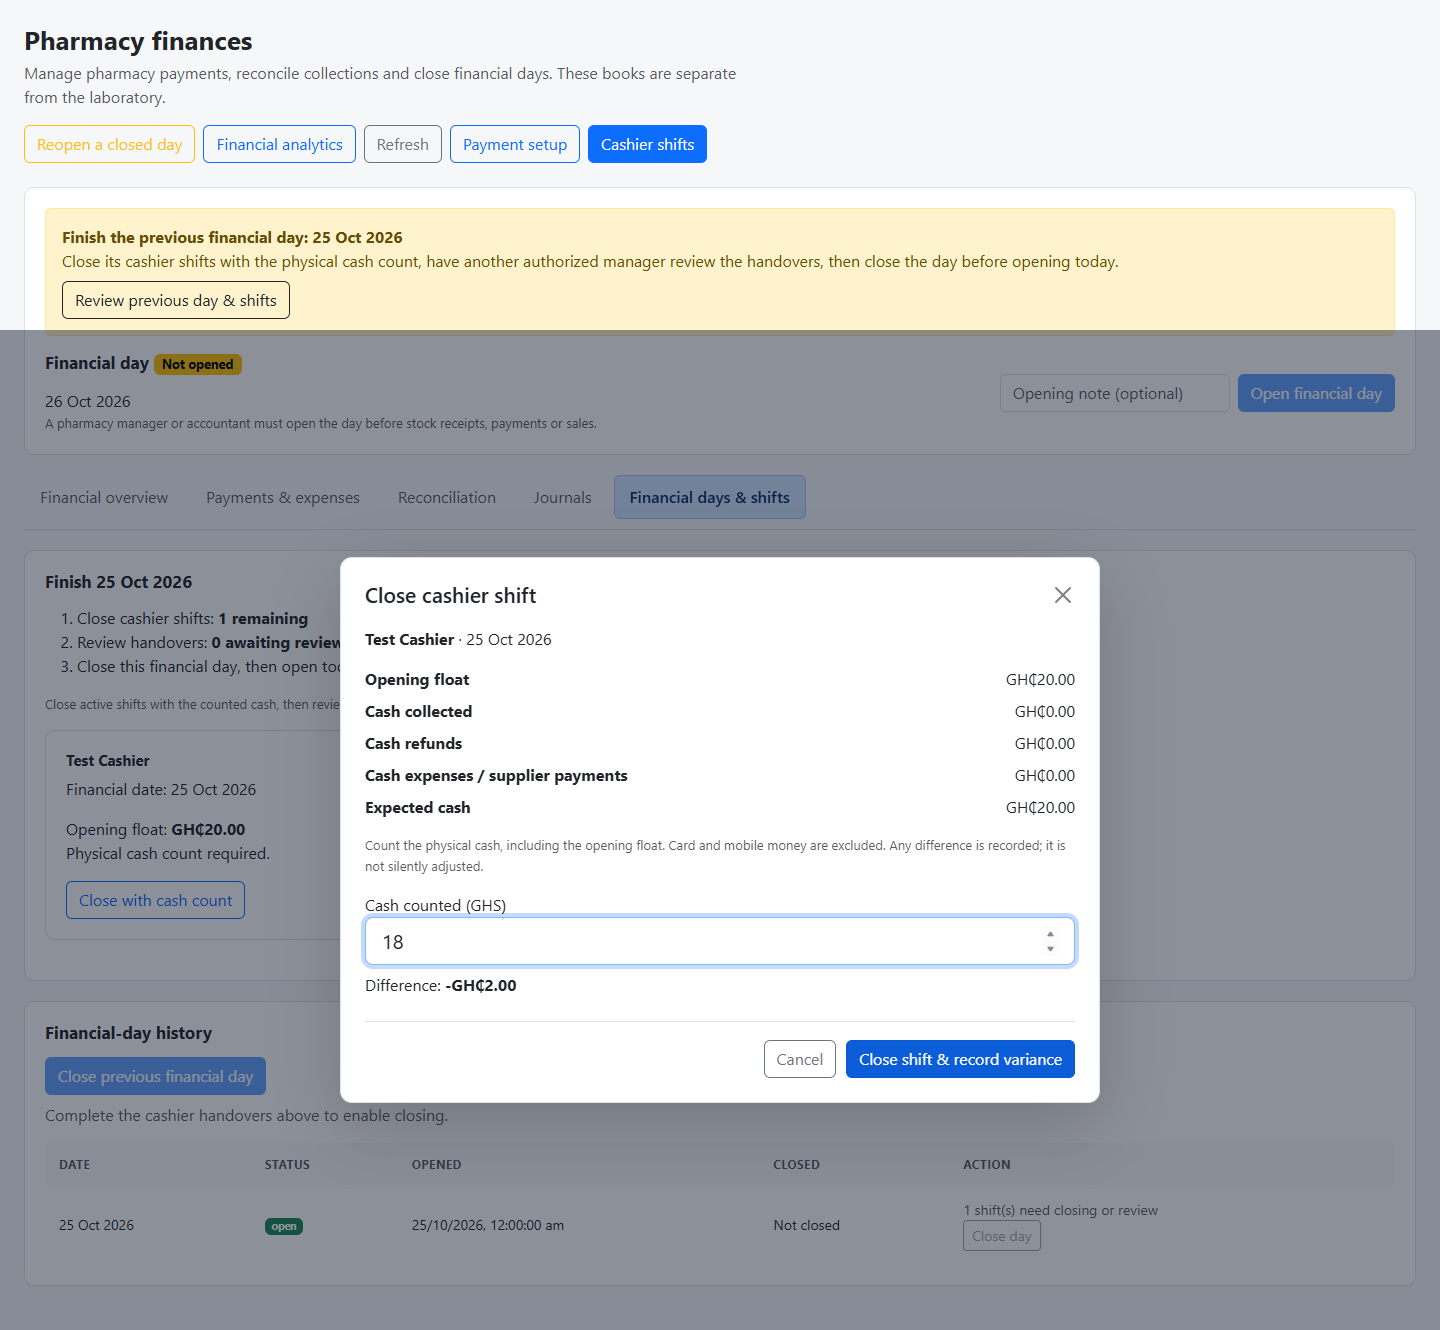 Pharmacy finances
Manage pharmacy payments, reconcile collections and close financial days. These books are separate
from the laboratory.
Reopen a closed day
Financial analytics
Refresh
Payment setup
Cashier shifts
Finish the previous financial day: 25 Oct 2026
Close its cashier shifts with the physical cash count, have another authorized manager review the handovers, then close the day before opening today.
Review previous day & shifts
Financial day Not opened
26 Oct 2026
A pharmacy manager or accountant must open the day before stock receipts, payments or sales.
Opening note (optional)
Open financial day
Financial overview
Payments & expenses
Reconciliation
Journals
Financial days & shifts
Finish 25 Oct 2026
1. Close cashier shifts: 1 remaining
2. Review handovers: 0 awaiting review
3. Close this financial day, then open
Close active shifts with the counted cash, then
Test Cashier
Financial date: 25 Oct 2026
Opening float: GH₵20.00
Physical cash count required.
Close with cash count
Close cashier shift
Test Cashier · 25 Oct 2026
Opening float GH₵20.00
Cash collected GH₵0.00
Cash refunds GH₵0.00
Cash expenses / supplier payments GH₵0.00
Expected cash GH₵20.00
Count the physical cash, including the opening float. Card and mobile money are excluded. Any difference is recorded; it is
not silently adjusted.
Cash counted (GHS)
18
Difference: -GH₵2.00
Cancel
Close shift & record variance
Financial-day history
Close previous financial day
Complete the cashier handovers above to enable closing.
DATE STATUS OPENED CLOSED ACTION
25 Oct 2026 open 25/10/2026, 12:00:00 am Not closed 1 shift(s) need closing or review
Close day